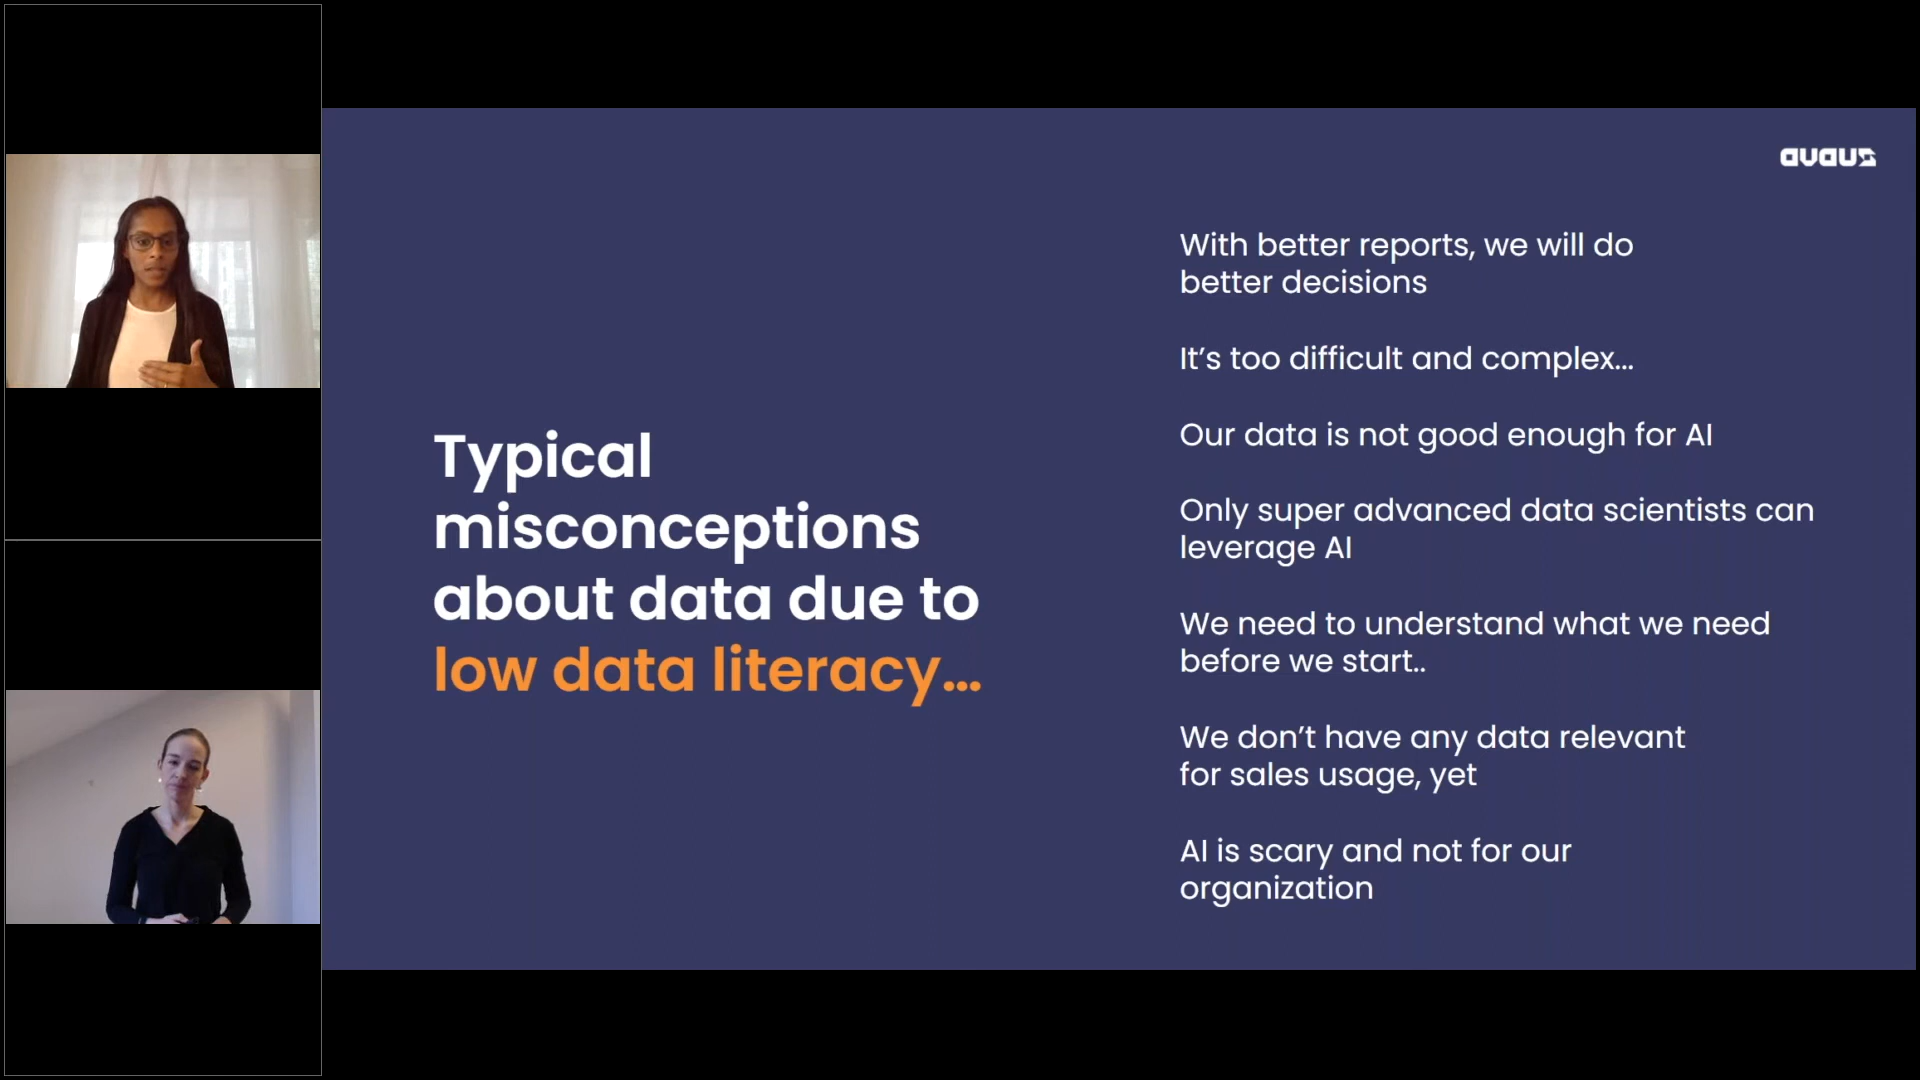 avaus
Typical
misconceptions
about data due to
low data literacy...
With better reports, we will do
better decisions
It’s too difficult and complex...
Our data is not good enough for AI
Only super advanced data scientists can
leverage AI
We need to understand what we need
before we start..
We don’t have any data relevant
for sales usage, yet
AI is scary and not for our
organization